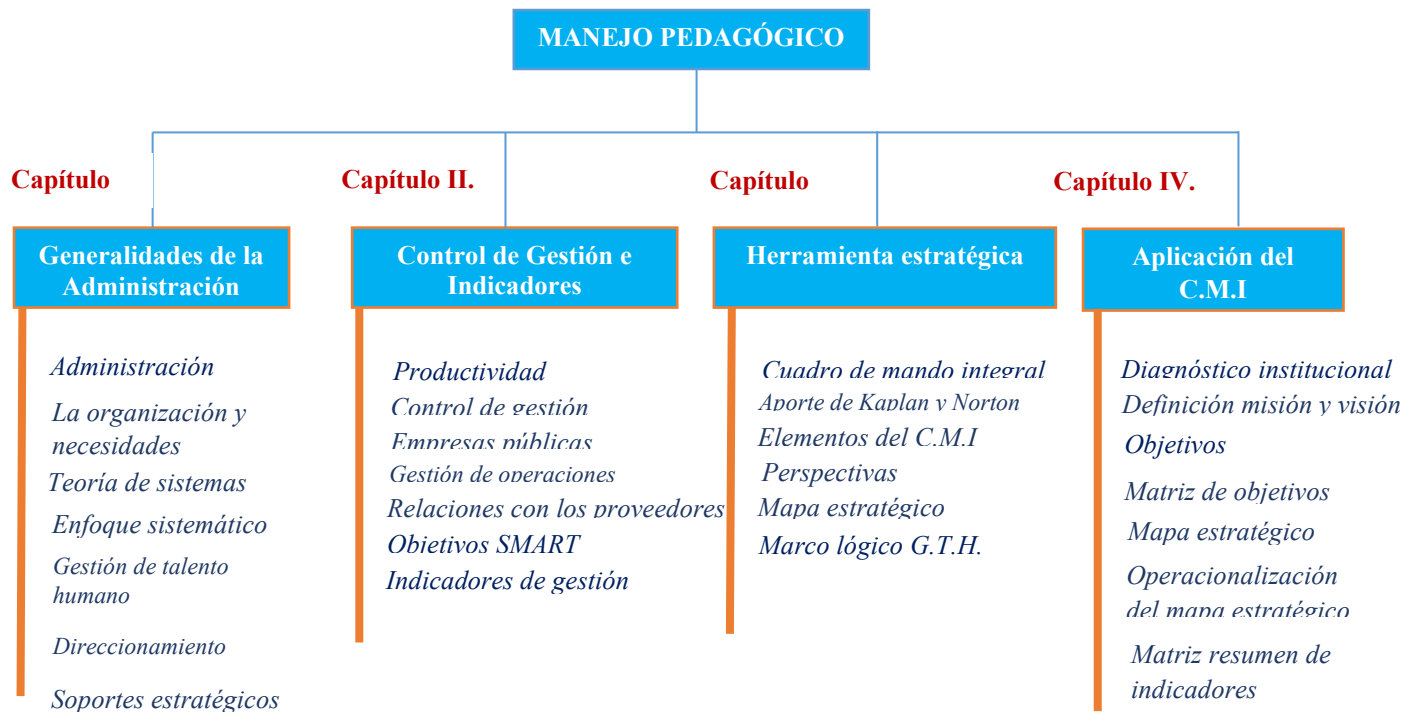 MANEJO PEDAGÓGICO
Capítulo
Generalidades de la
Administración
Administración
La organización y
necesidades
Teoría de sistemas
Enfoque sistemático
Gestión de talento
humano
Direccionamiento
Soportes estratégicos
Capítulo II.
Control de Gestión e
Indicadores
Productividad
Control de gestión
Empresas públicas
Gestión de operaciones
Relaciones con los proveedores
Objetivos SMART
Indicadores de gestión
Capítulo
Herramienta estratégica
Cuadro de mando integral
Aporte de Kaplan y Norton
Elementos del C.M.I
Perspectivas
Mapa estratégico
Marco lógico G.T.H.
Capítulo IV.
Aplicación del
C.M.I
Diagnóstico institucional
Definición misión y visión
Objetivos
Matriz de objetivos
Mapa estratégico
Operacionalización
del mapa estratégico
Matriz resumen de
indicadores